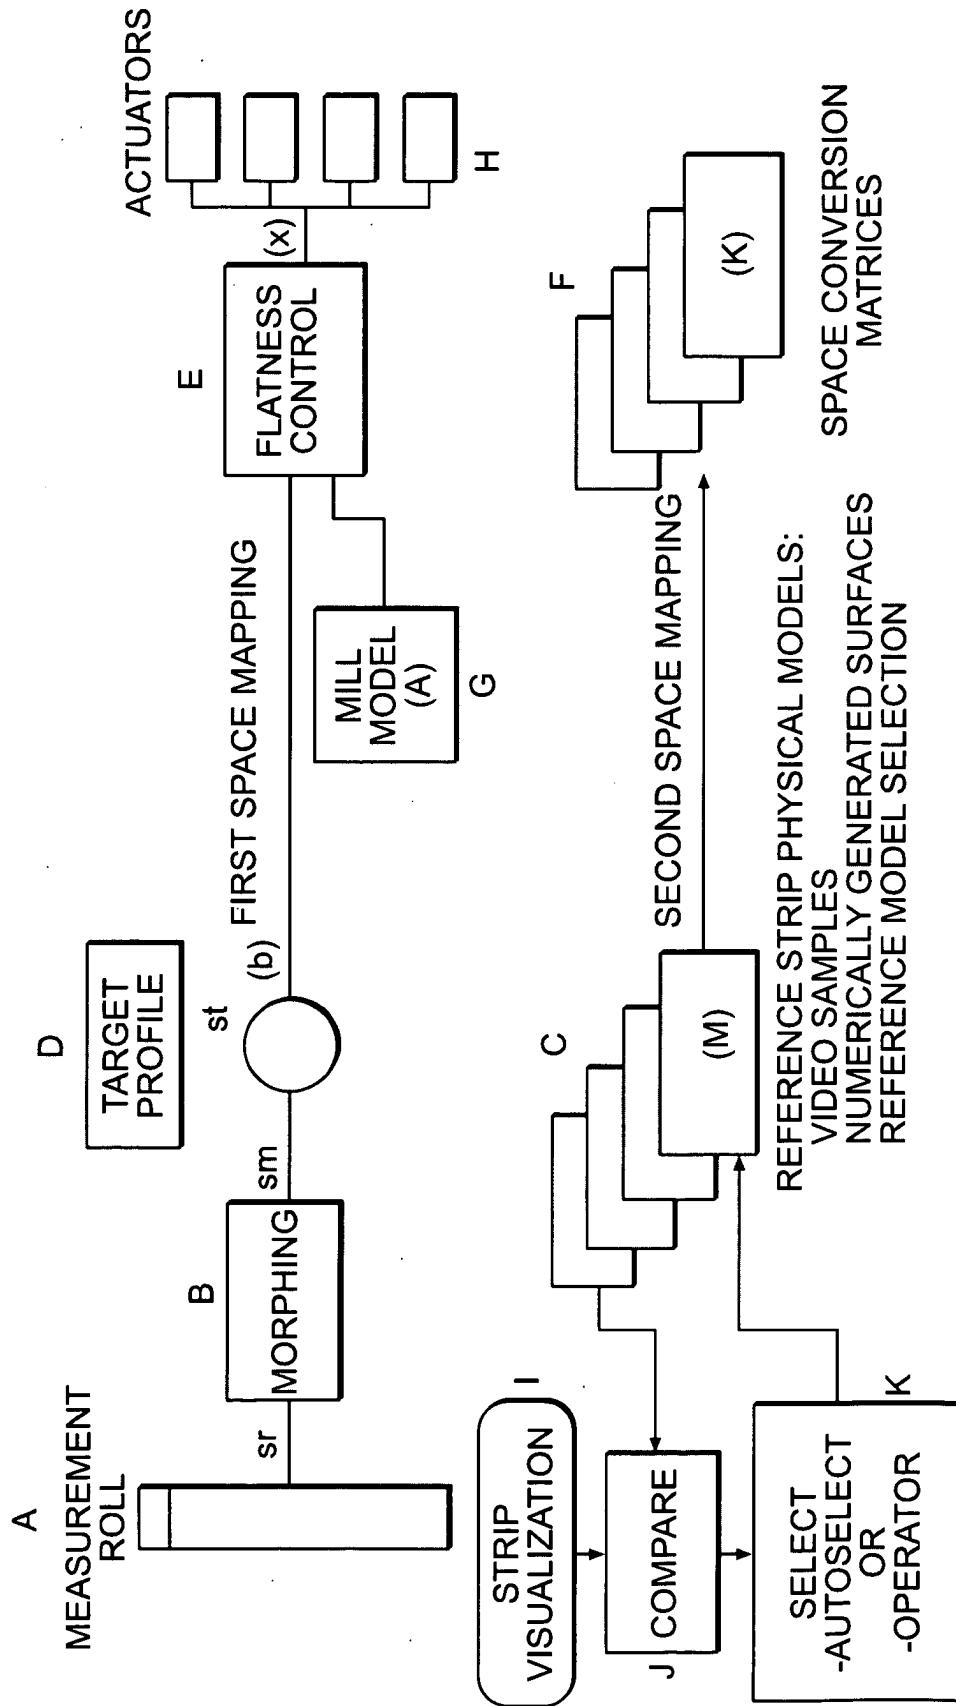 A
MEASUREMENT
ROLL
sr
B
MORPHING
sm
D
TARGET
PROFILE
st
(b)
FIRST SPACE MAPPING
MILL
MODEL
(A)
G
E
FLATNESS
CONTROL
(x)
ACTUATORS
H
STRIP
VISUALIZATION
I
J
COMPARE
SELECT
-AUTOSELECT
OR
-OPERATOR
K
C
(M)
REFERENCE STRIP PHYSICAL MODELS:
VIDEO SAMPLES
NUMERICALLY GENERATED SURFACES
REFERENCE MODEL SELECTION
SECOND SPACE MAPPING
F
(K)
SPACE CONVERSION
MATRICES